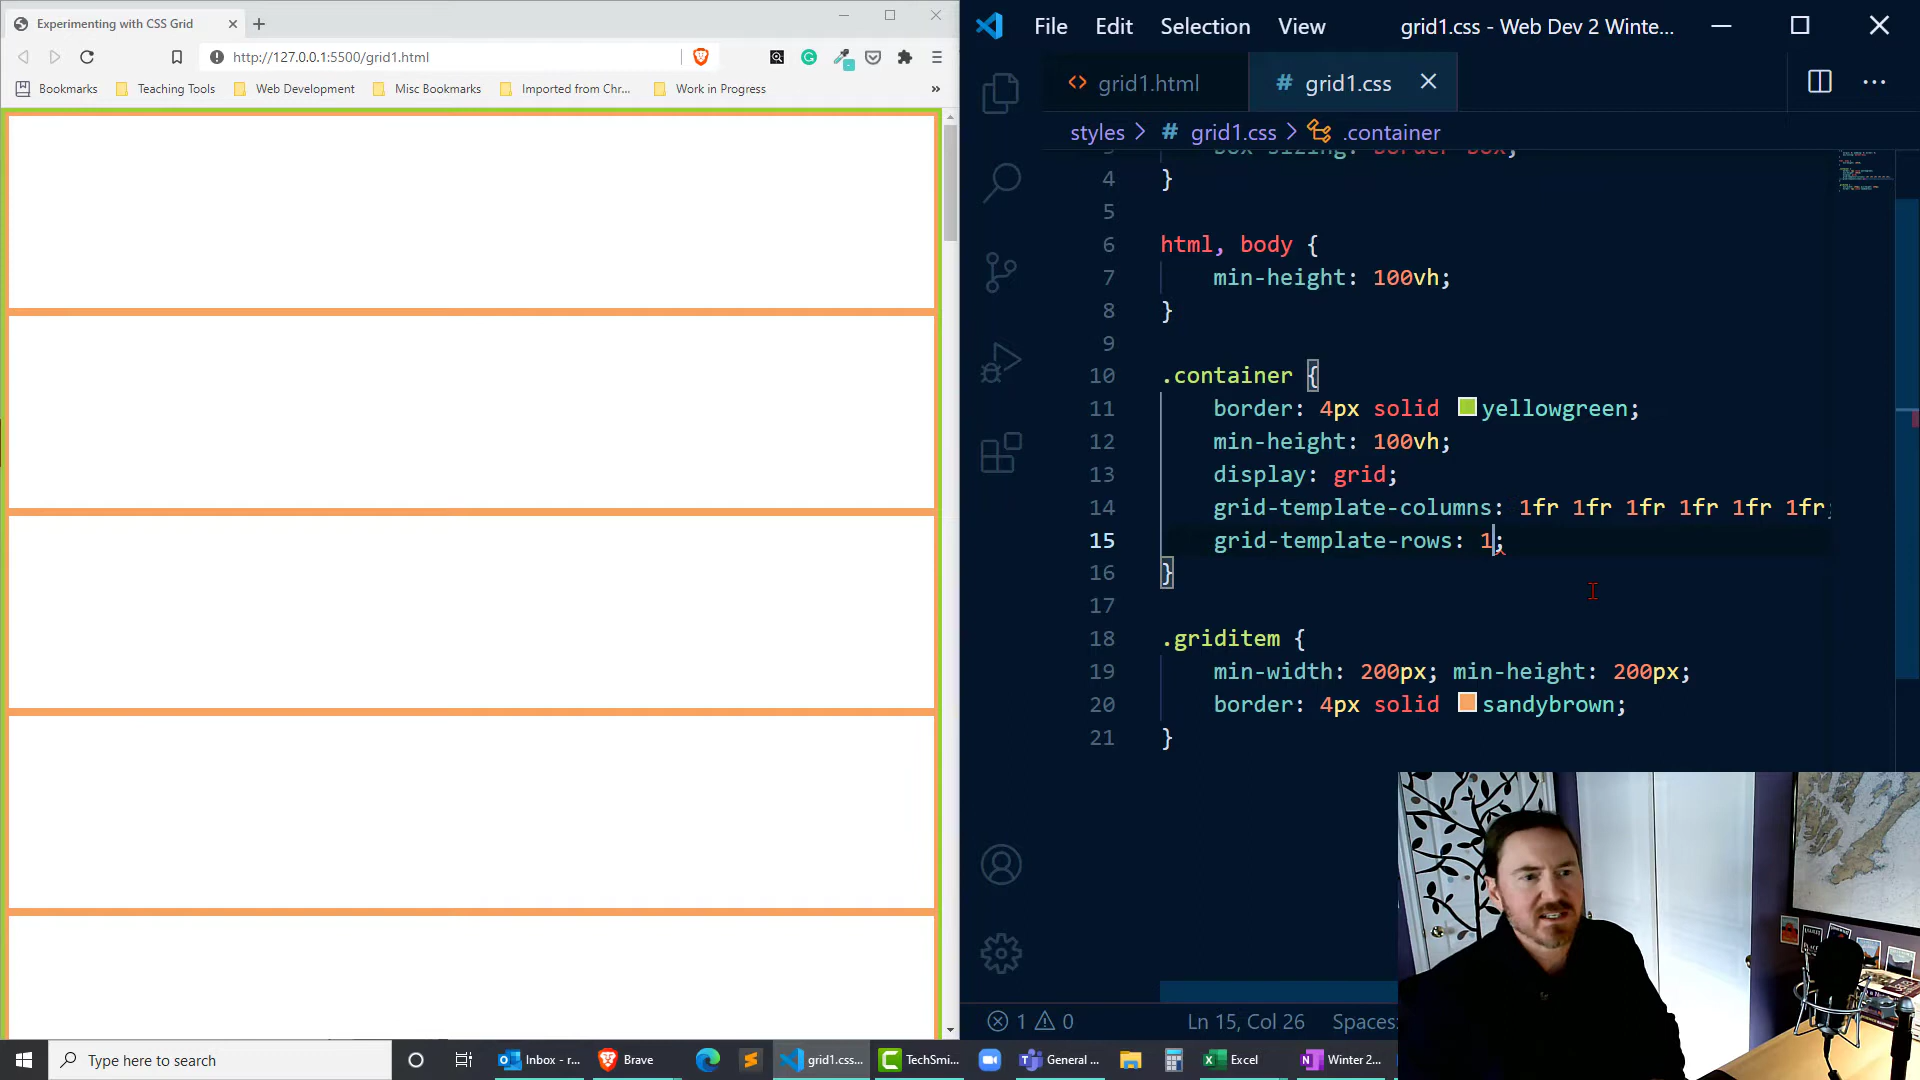 Experimenting with CSS Grid
http://127.0.0.1:5500/grid1.html
Bookmarks
Teaching Tools
Web Development
Misc Bookmarks
Imported from Chr...
Work in Progress
»
File Edit Selection View
grid1.css - Web Dev 2 Winte...
grid1.html
# grid1.css
styles > # grid1.css > .container
box-sizing: border-box;
4 }
5
6 html, body {
7 min-height: 100vh;
8 }
9
10 .container {
11 border: 4px solid yellowgreen;
12 min-height: 100vh;
13 display: grid;
14 grid-template-columns: 1fr 1fr 1fr 1fr 1fr 1fr;
15 grid-template-rows: 1;
16 }
17
18 .griditem {
19 min-width: 200px; min-height: 200px;
20 border: 4px solid sandybrown;
21 }
1 0
Ln 15, Col 26
Spaces:
Type here to search
Inbox - r...
Brave
grid1.css...
TechSmi...
General ...
Excel
Winter 2...